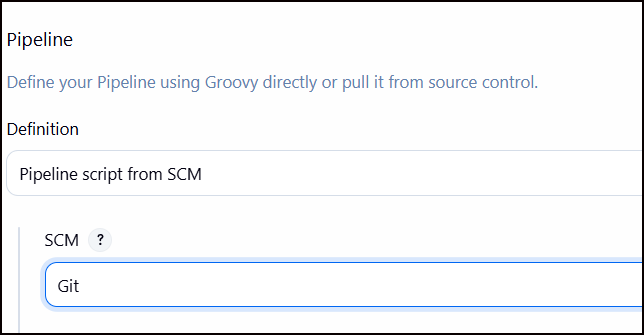 Pipeline
Define your Pipeline using Groovy directly or pull it from source control.
Definition
Pipeline script from SCM
SCM ?
Git